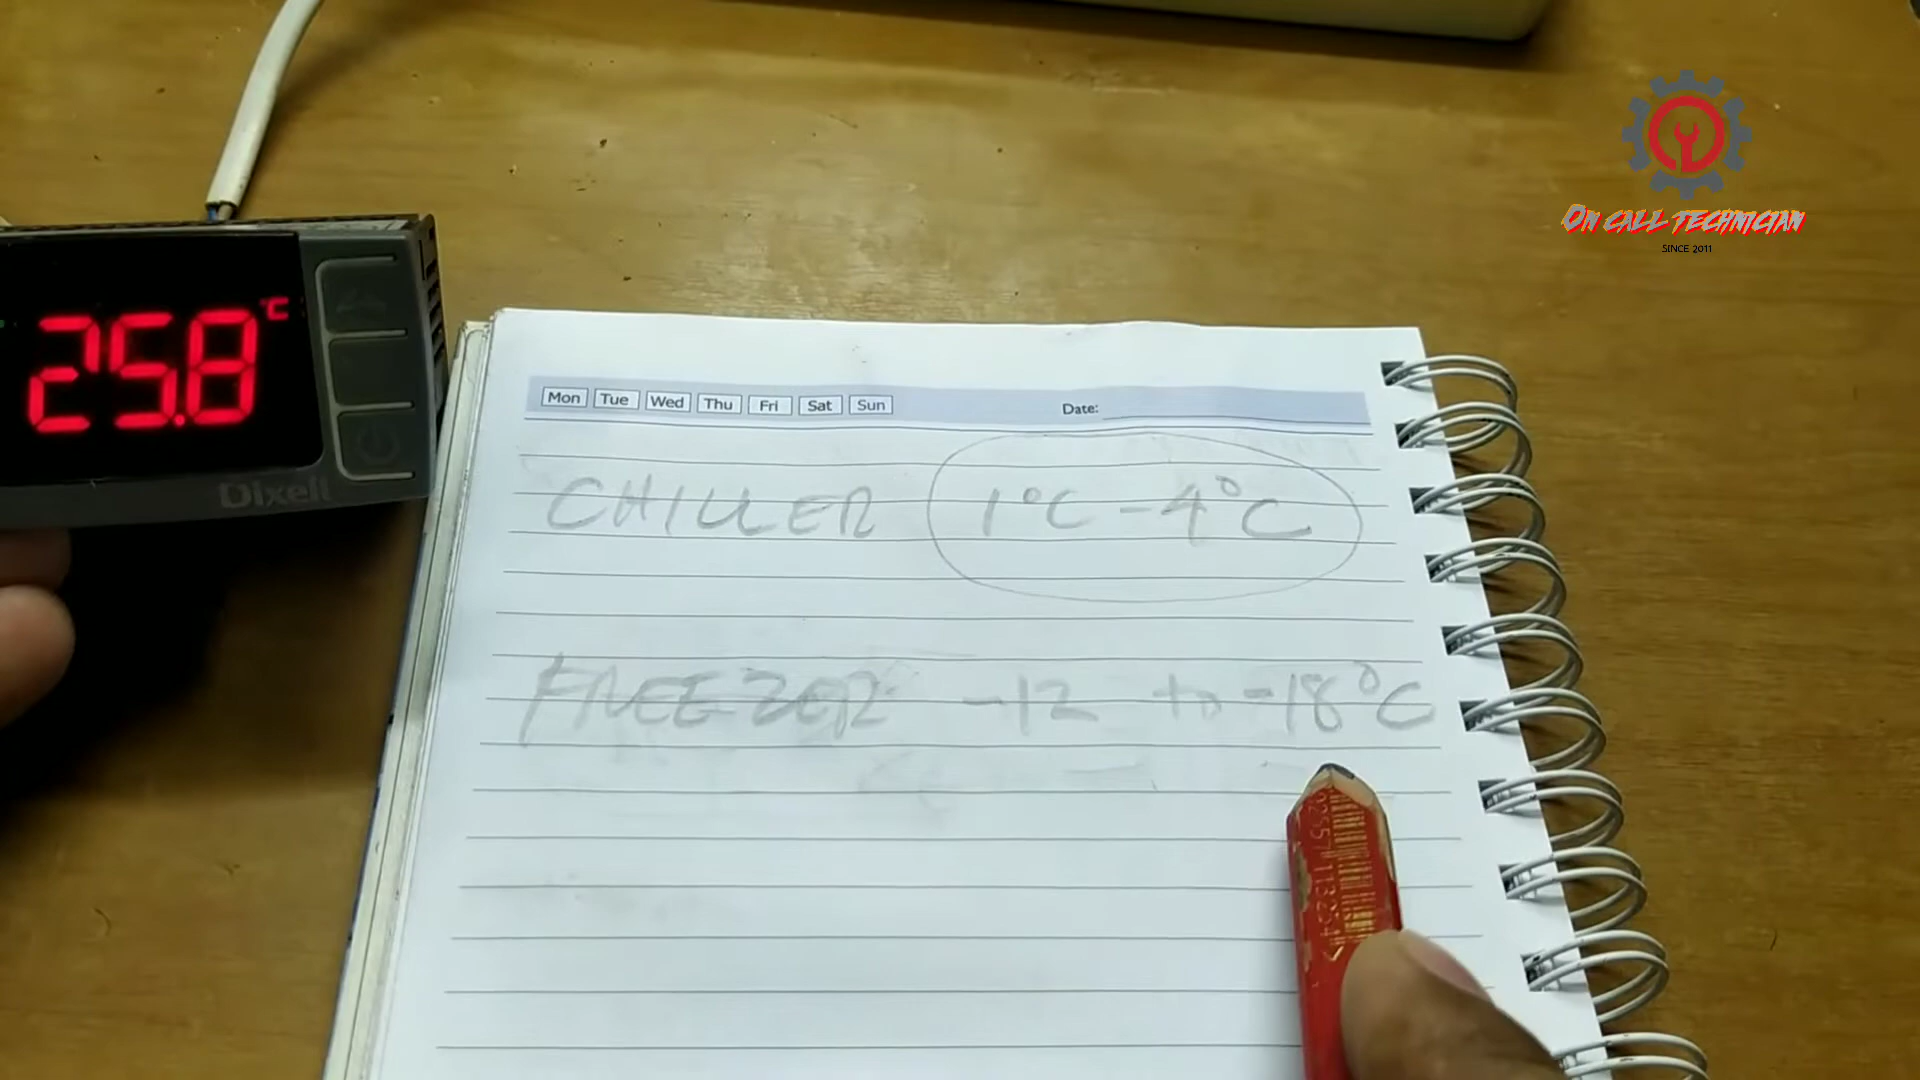 On call technician
SINCE 2011
25.8°C
Dixell
Mon Tue Wed Thu Fri Sat Sun Date:
CHILLER 1°C - 4°C
FREEZER -12 to -18°C